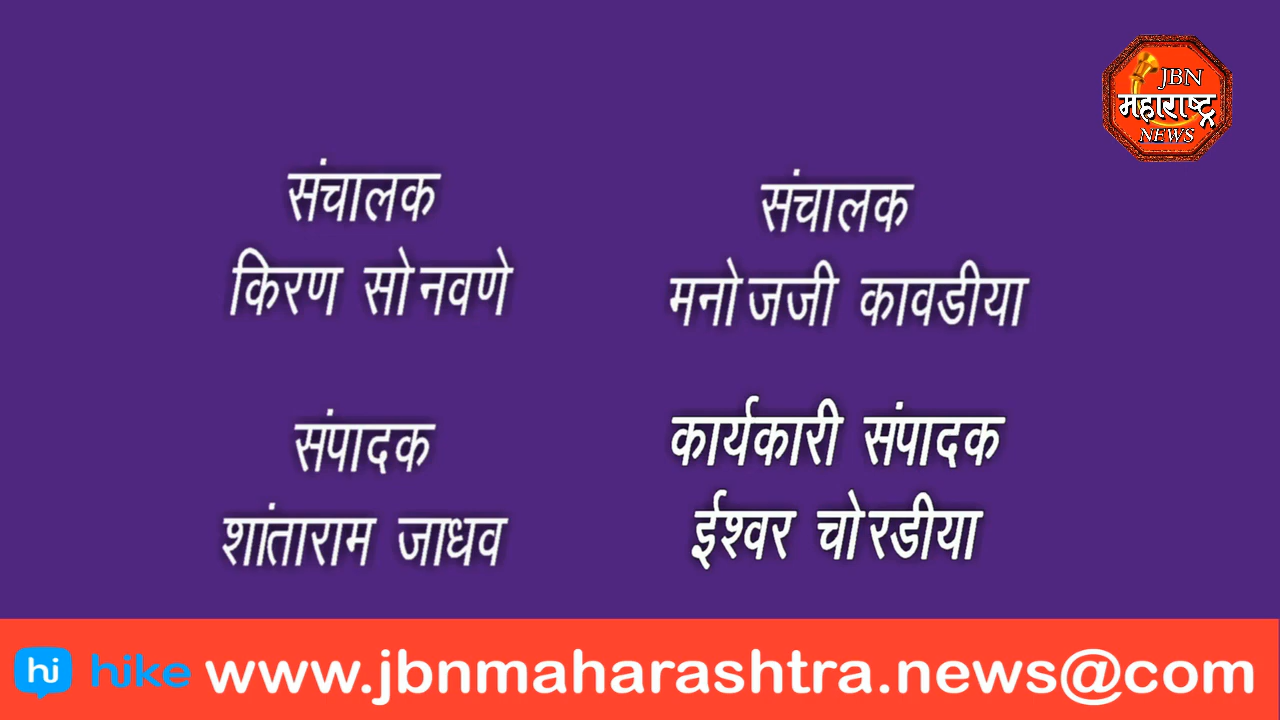 JBN
महाराष्ट्र
NEWS
संचालक
किरण सोनवणे
संचालक
मनोजजी कावडीया
संपादक
शांताराम जाधव
कार्यकारी संपादक
ईश्वर चोरडीया
hi hike www.jbnmaharashtra.news@com